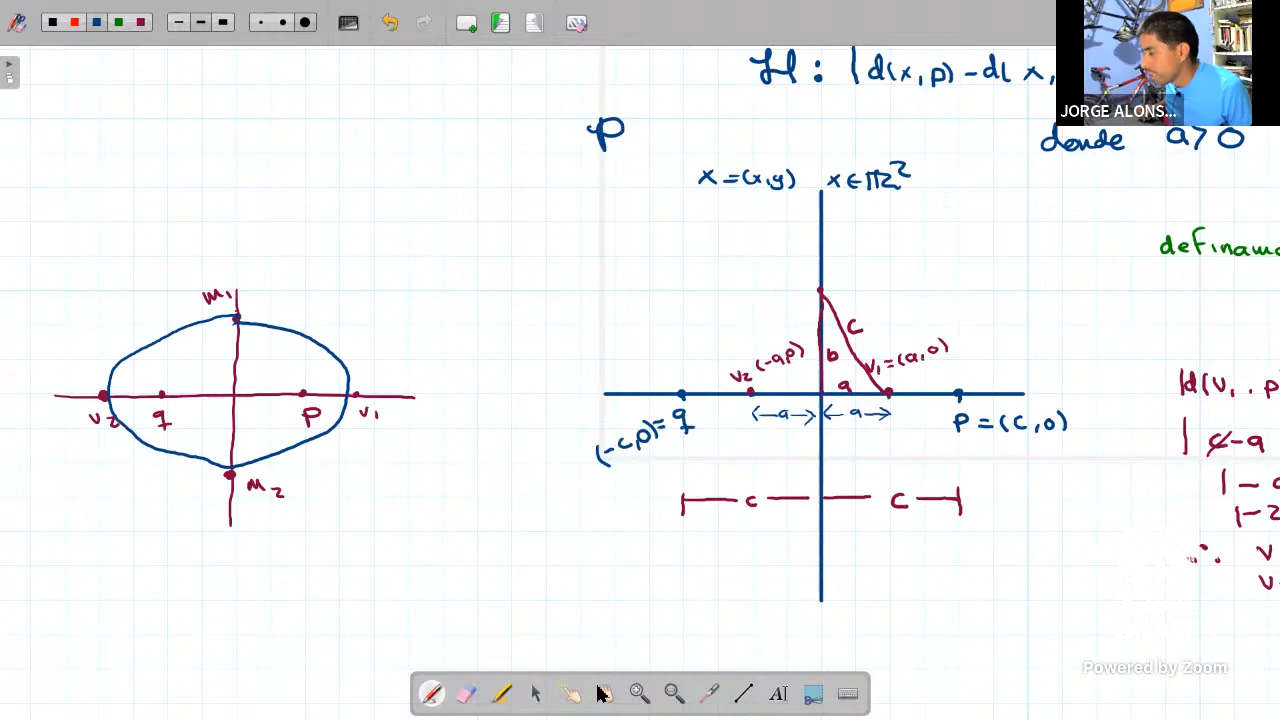 H : | d(x, p) - d( x,
JORGE ALONS...
P
donde a > 0
x = (x,y) x ∈ R²
definamo
m₁
c
b
v₂ (-a,0) v₁ = (a,0)
a
v₂ q p v₁
m₂
<- a -> <- a ->
(-c,0) = q p = (c, 0)
c c
|d(v₁ .. p
| c - a
| -
| - 2
∴ v
v
Powered by Zoom